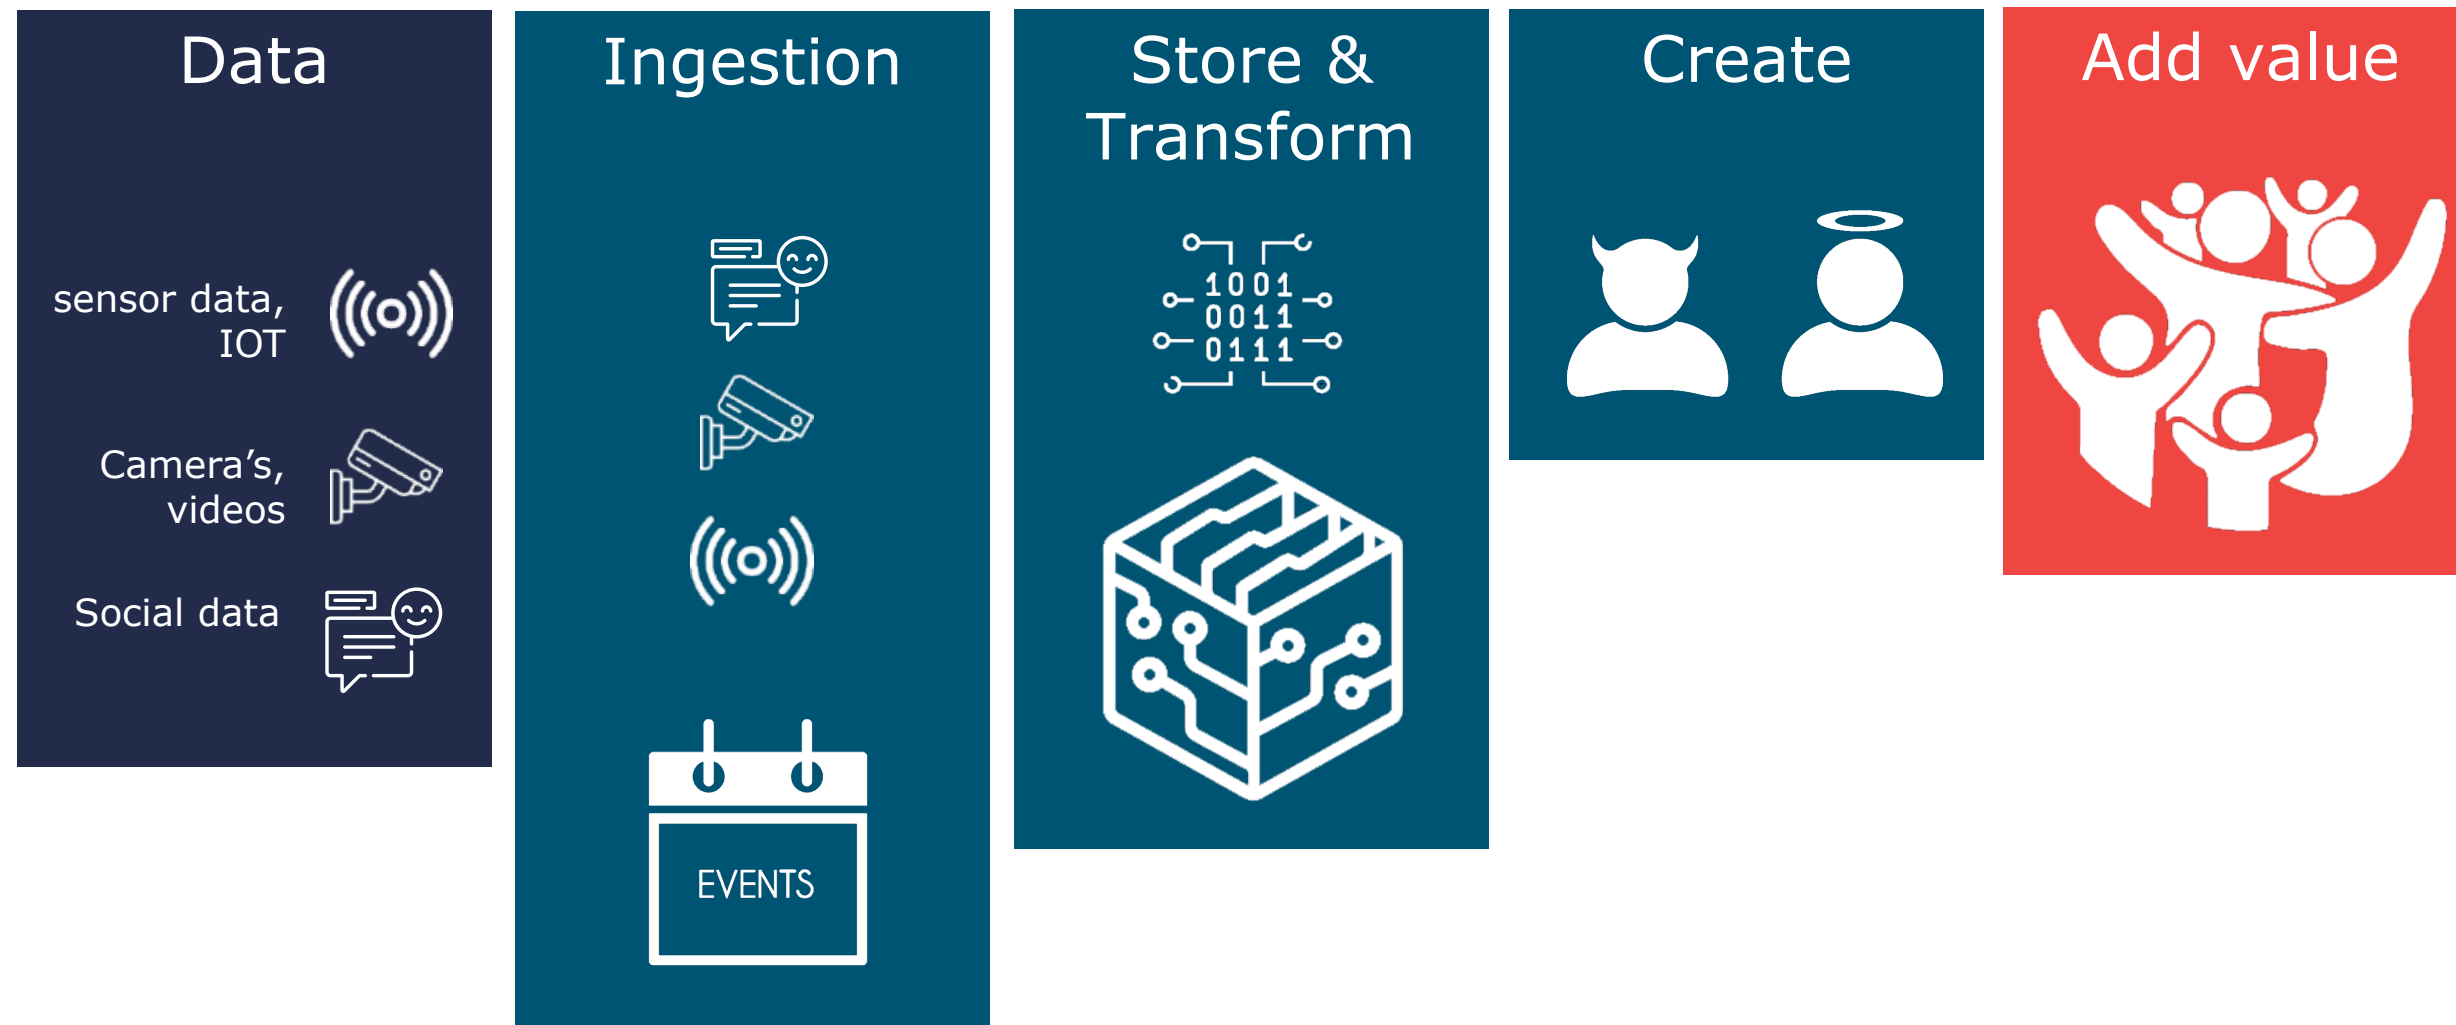 Data
sensor data,
IOT
Camera’s,
videos
Social data
Ingestion
EVENTS
Store &
Transform
1001
0011
0111
Create
Add value